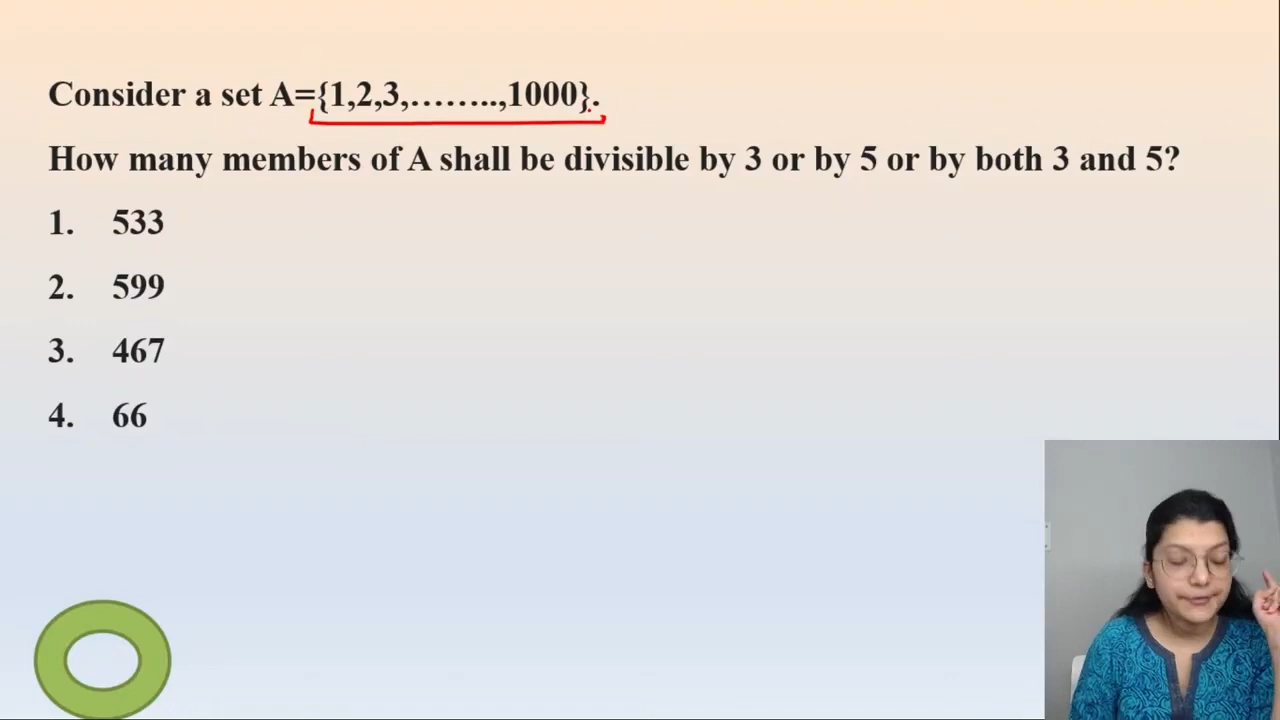 Consider a set A={1,2,3,……..,1000}.
How many members of A shall be divisible by 3 or by 5 or by both 3 and 5?
1. 533
2. 599
3. 467
4. 66